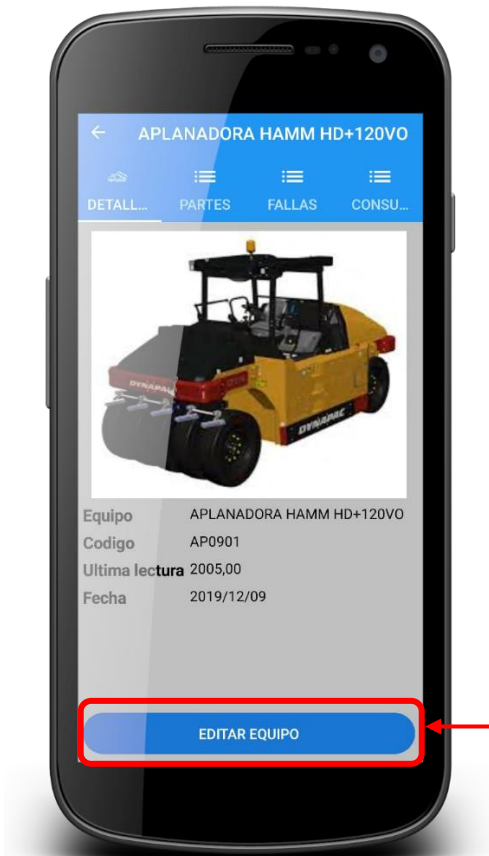 APLANADORA HAMM HD+120VO
DETALL... PARTES FALLAS CONSU...
DYNAPAC
DYNAPAC
Equipo APLANADORA HAMM HD+120VO
Codigo AP0901
Ultima lectura 2005,00
Fecha 2019/12/09
EDITAR EQUIPO